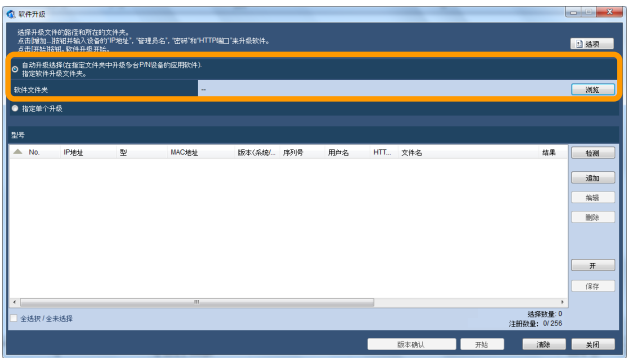 软件升级
选择升级文件的路径和所在的文件夹。
点击[增加...]按钮并输入设备的"IP地址", "管理员名", "密码"和"HTTP端口"来升级软件。
点击[开始]按钮, 软件升级开始。
选项
自动升级选择(在指定文件夹中升级多台P/N设备的应用软件).
指定软件升级文件夹。
软件文件夹
---
浏览
指定单个升级
型号
No. IP地址 型 MAC地址 版本(系统/... 序列号 用户名 HTT... 文件名 结果
检测
追加
编辑
删除
开
保存
全选択 / 全未选择
选择数量: 0
注册数量: 0/ 256
版本确认 开始 清除 关闭